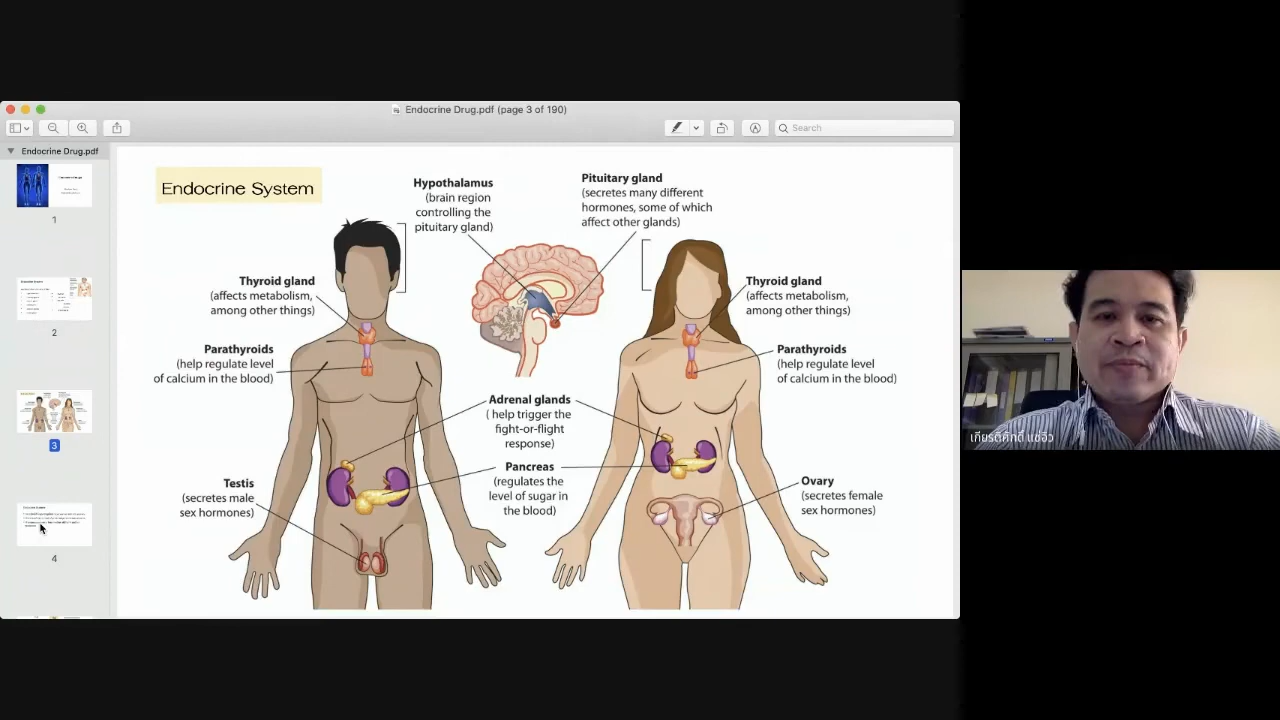 Endocrine Drug.pdf (page 3 of 190)
Search
Endocrine Drug.pdf
1
2
3
4
Endocrine System
Hypothalamus
(brain region
controlling the
pituitary gland)
Pituitary gland
(secretes many different
hormones, some of which
affect other glands)
Thyroid gland
(affects metabolism,
among other things)
Thyroid gland
(affects metabolism,
among other things)
Parathyroids
(help regulate level
of calcium in the blood)
Parathyroids
(help regulate level
of calcium in the blood)
Adrenal glands
( help trigger the
fight-or-flight
response)
Pancreas
(regulates the
level of sugar in
the blood)
Testis
(secretes male
sex hormones)
Ovary
(secretes female
sex hormones)
เกียรติศักดิ์ แซ่อิ๋ว